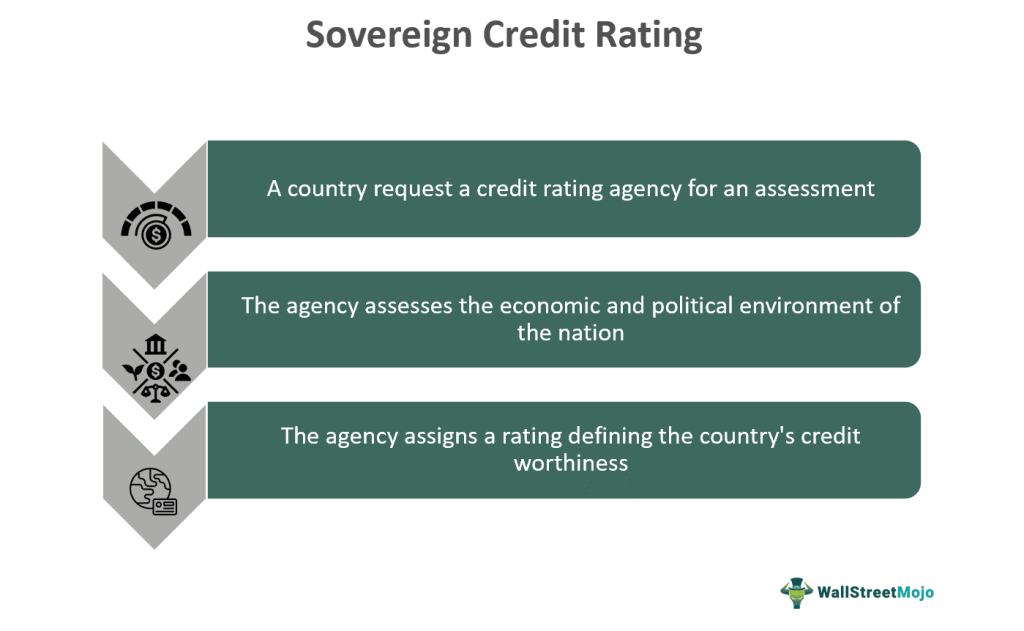 Sovereign Credit Rating
A country request a credit rating agency for an assessment
The agency assesses the economic and political environment of
the nation
The agency assigns a rating defining the country's credit
worthiness
WallStreetMojo